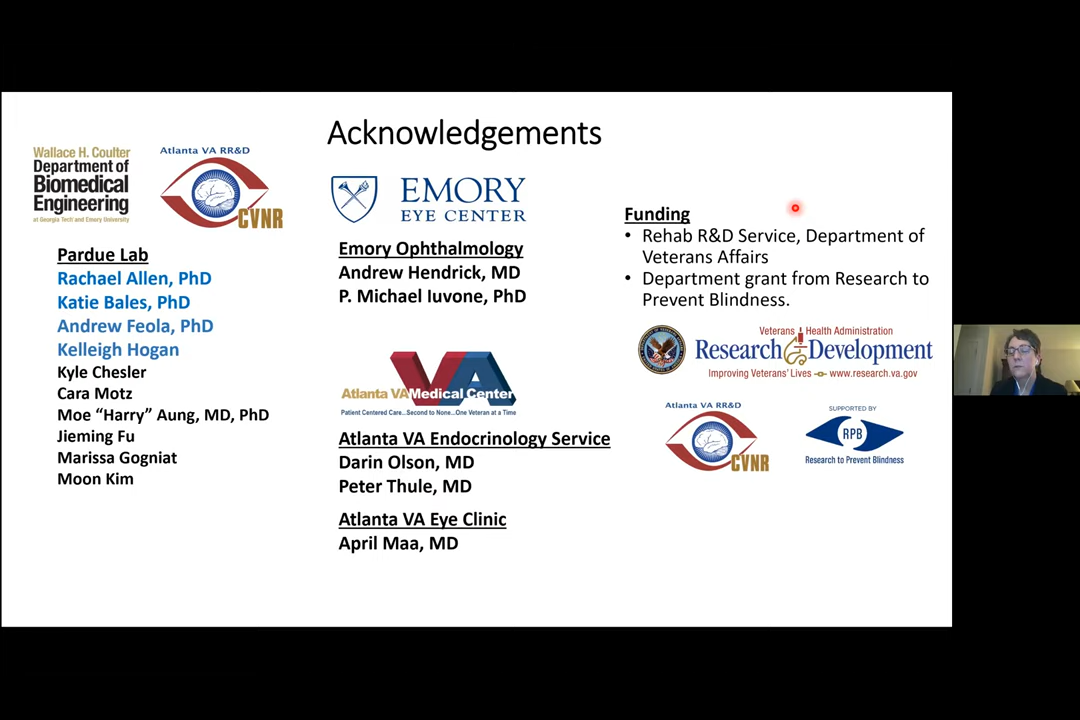 Acknowledgements
Wallace H. Coulter
Department of
Biomedical
Engineering
at Georgia Tech and Emory University
Atlanta VA RR&D
CVNR
Pardue Lab
Rachael Allen, PhD
Katie Bales, PhD
Andrew Feola, PhD
Kelleigh Hogan
Kyle Chesler
Cara Motz
Moe “Harry” Aung, MD, PhD
Jieming Fu
Marissa Gogniat
Moon Kim
EMORY
EYE CENTER
Emory Ophthalmology
Andrew Hendrick, MD
P. Michael Iuvone, PhD
VA
Atlanta VA Medical Center
Patient Centered Care...Second to None...One Veteran at a Time
Atlanta VA Endocrinology Service
Darin Olson, MD
Peter Thule, MD
Atlanta VA Eye Clinic
April Maa, MD
Funding
• Rehab R&D Service, Department of
Veterans Affairs
• Department grant from Research to
Prevent Blindness.
Veterans Health Administration
Research & Development
Improving Veterans' Lives www.research.va.gov
Atlanta VA RR&D
CVNR
SUPPORTED BY
RPB
Research to Prevent Blindness